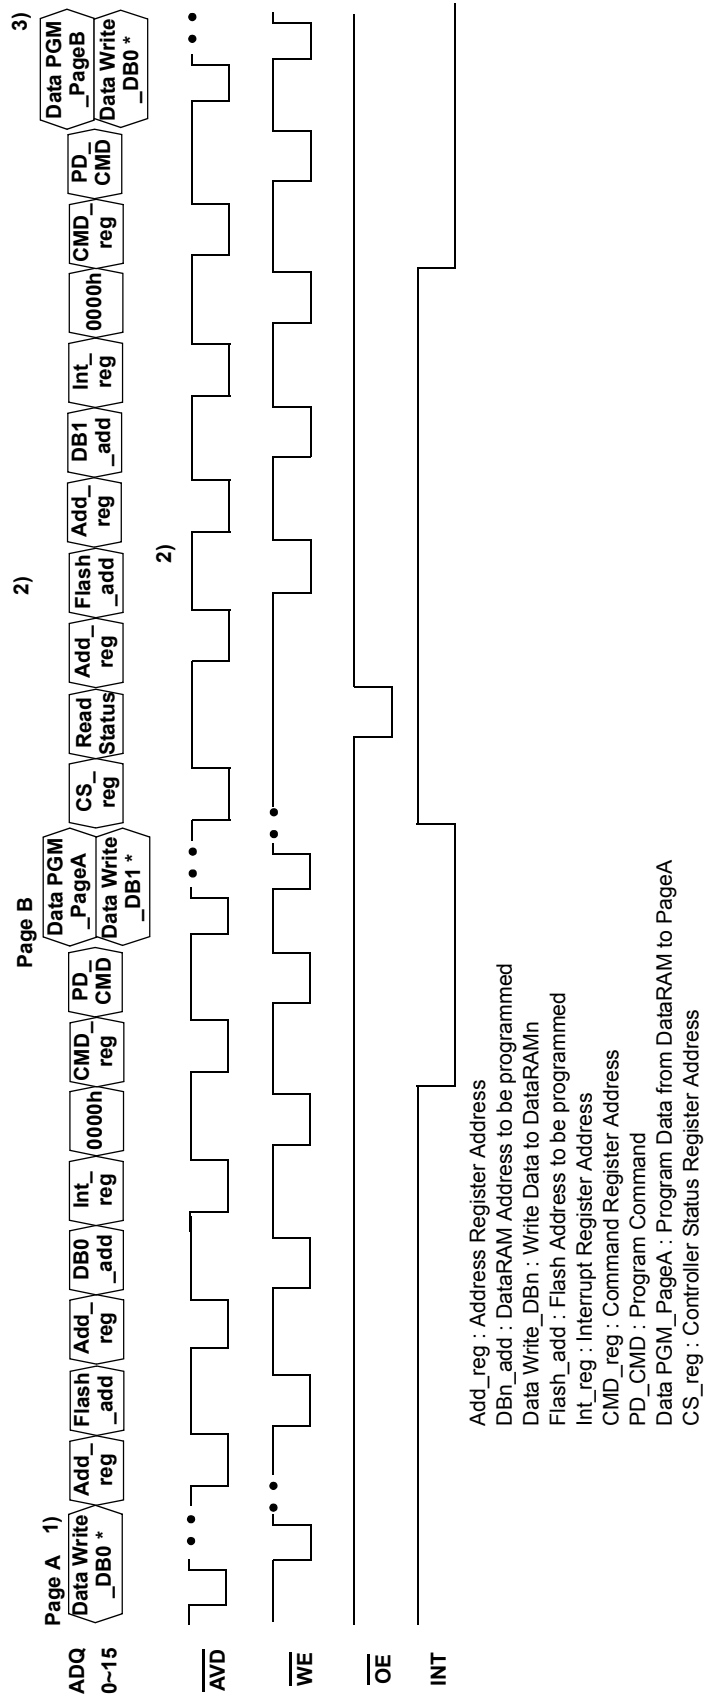 Page A 1)
Page B
2)
3)
ADQ
0~15
Data Write
_DB0 *
Add_
reg
Flash
_add
Add_
reg
DB0
_add
Int_
reg
0000h
CMD_
reg
PD_
CMD
Data PGM
_PageA
Data Write
_DB1 *
CS_
reg
Read
Status
Add_
reg
Flash
_add
Add_
reg
DB1
_add
Int_
reg
0000h
CMD_
reg
PD_
CMD
Data PGM
_PageB
Data Write
_DB0 *
2)
AVD
WE
OE
INT
Add_reg : Address Register Address
DBn_add : DataRAM Address to be programmed
Data Write_DBn : Write Data to DataRAMn
Flash_add : Flash Address to be programmed
Int_reg : Interrupt Register Address
CMD_reg : Command Register Address
PD_CMD : Program Command
Data PGM_PageA : Program Data from DataRAM to PageA
CS_reg : Controller Status Register Address